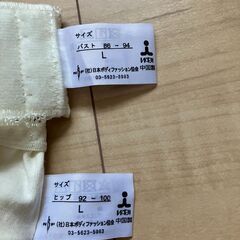 サイズ
バスト 86 - 94
L
(社)日本ボディファッション協会
03-5623-5983
中国製
サイズ
ヒップ 92 - 100
L
(社)日本ボディファッション協会
03-5623-5983
中国製